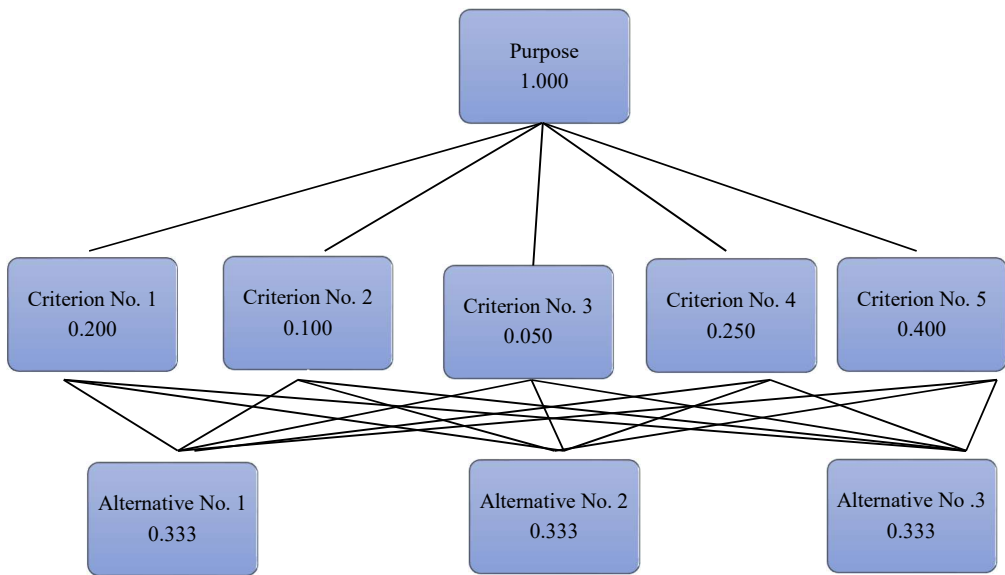 Purpose
1.000
Criterion No. 1
0.200
Criterion No. 2
0.100
Criterion No. 3
0.050
Criterion No. 4
0.250
Criterion No. 5
0.400
Alternative No. 1
0.333
Alternative No. 2
0.333
Alternative No .3
0.333